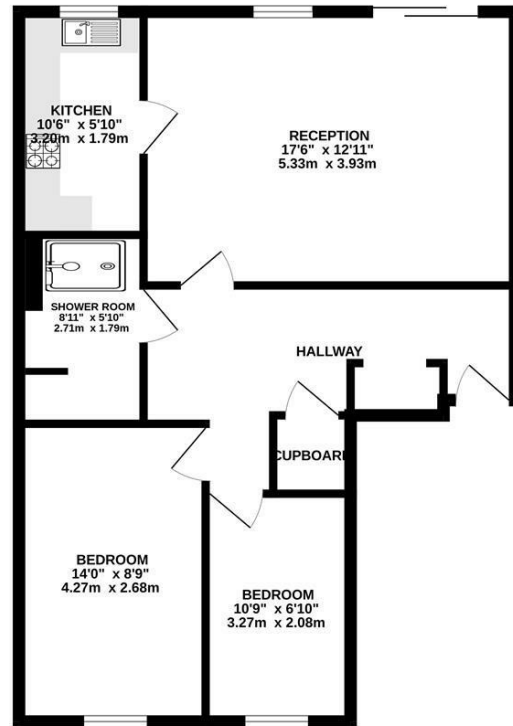 KITCHEN
10'6" x 5'10"
3.20m x 1.79m
RECEPTION
17'6" x 12'11"
5.33m x 3.93m
SHOWER ROOM
8'11" x 5'10"
2.71m x 1.79m
HALLWAY
CUPBOARD
BEDROOM
14'0" x 8'9"
4.27m x 2.68m
BEDROOM
10'9" x 6'10"
3.27m x 2.08m